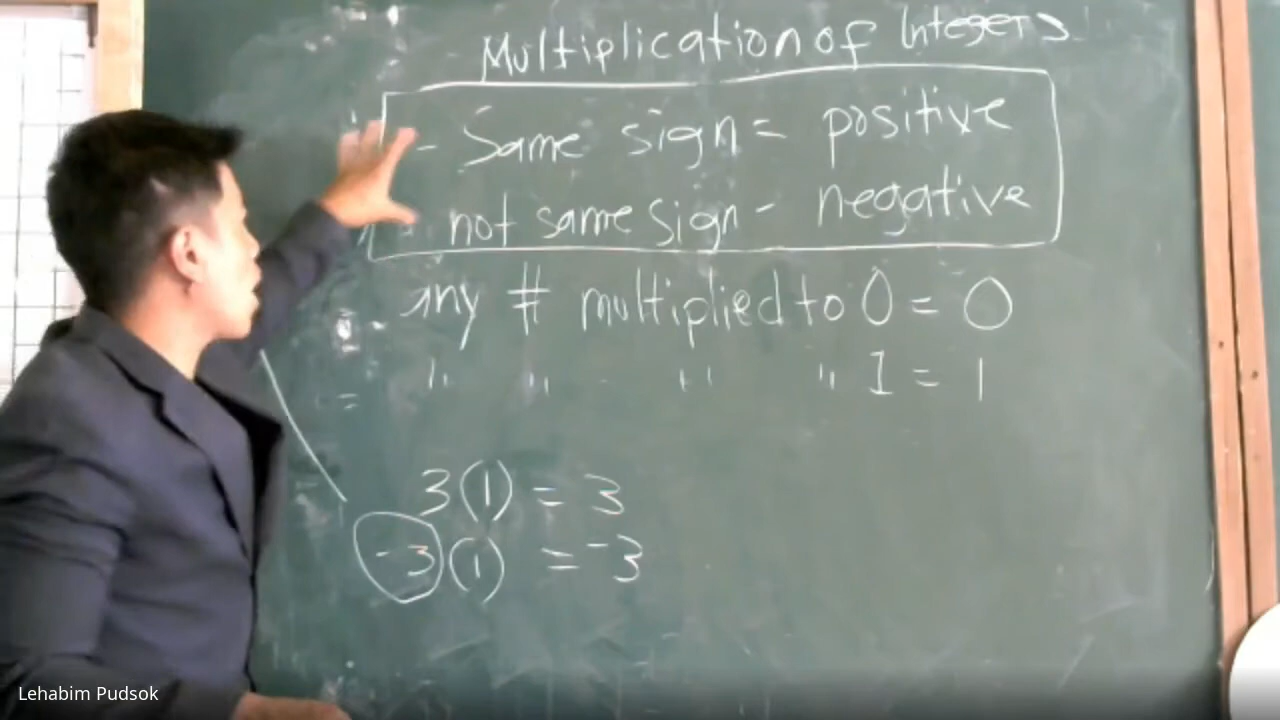 Multiplication of Integers
- Same sign = positive
- not same sign - negative
any # multiplied to 0 = 0
" " " " 1 = 1
=
3(1) = 3
-3(1) = -3
Lehabim Pudsok